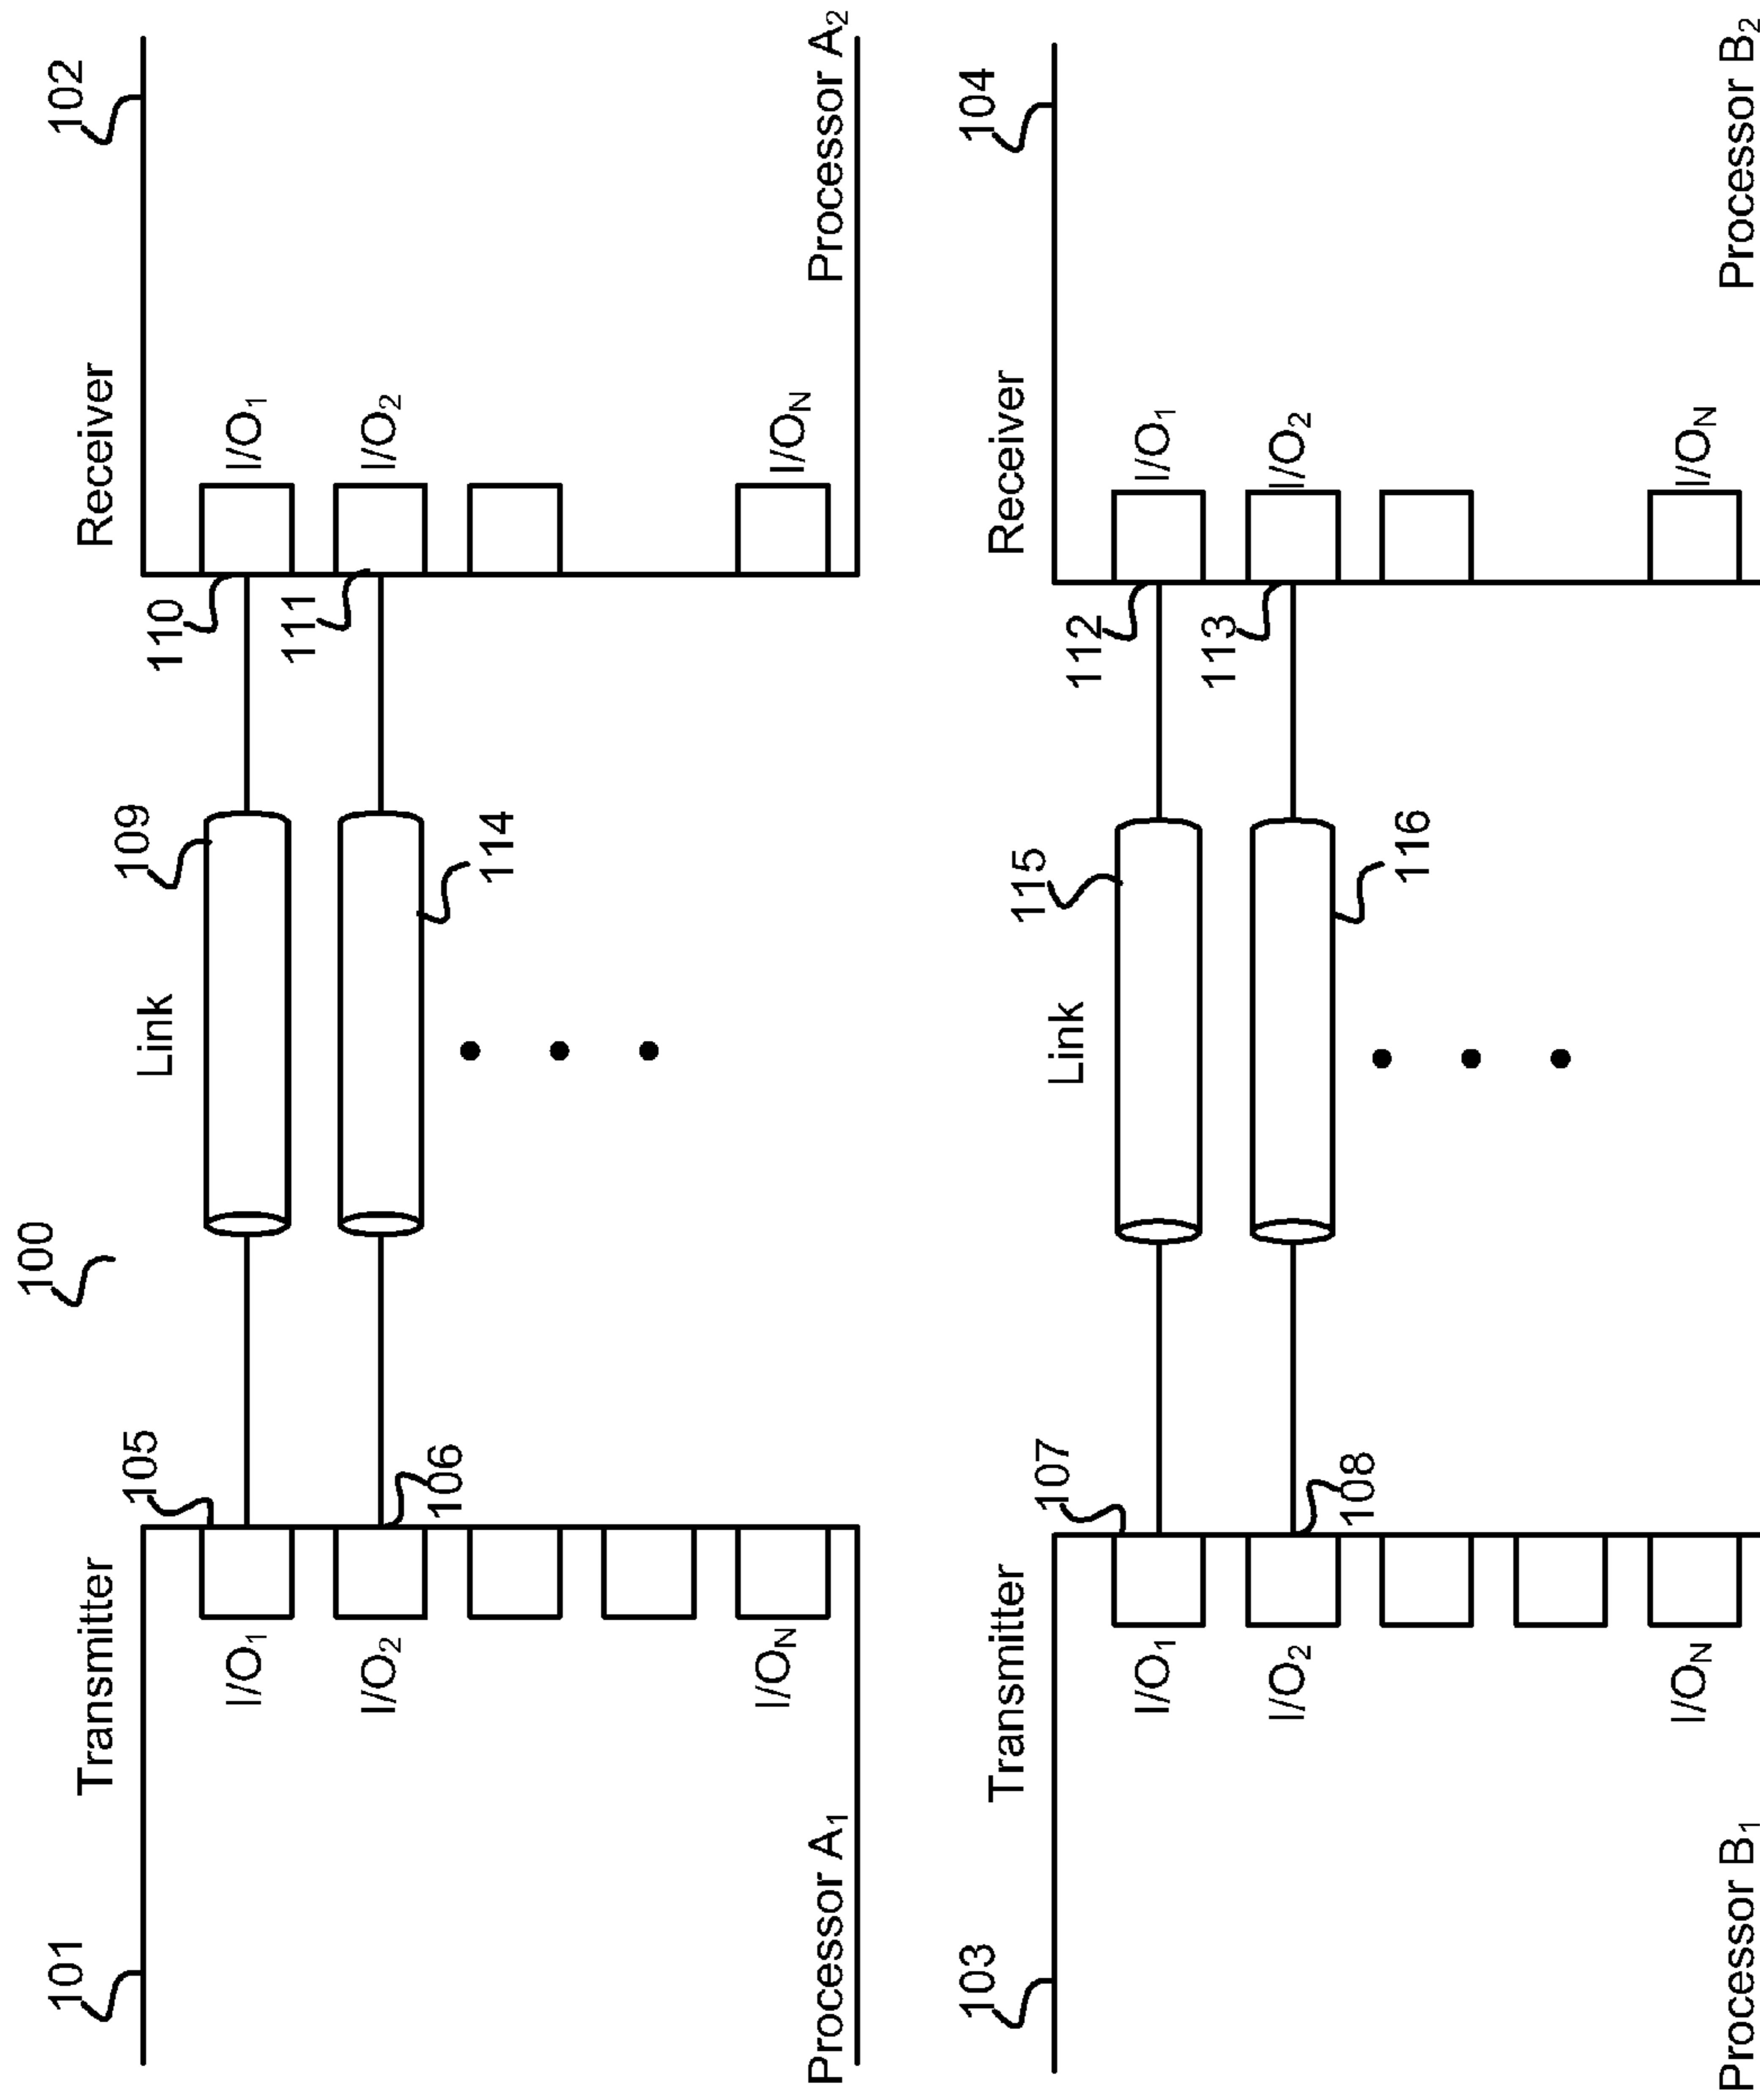 100
101
102
Transmitter
Link
Receiver
105
109
110
I/O₁
I/O₁
106
114
111
I/O₂
I/O₂
I/Oₙ
I/Oₙ
Processor A₁
Processor A₂
103
104
Transmitter
Link
Receiver
107
115
112
I/O₁
I/O₁
108
116
113
I/O₂
I/O₂
I/Oₙ
I/Oₙ
Processor B₁
Processor B₂